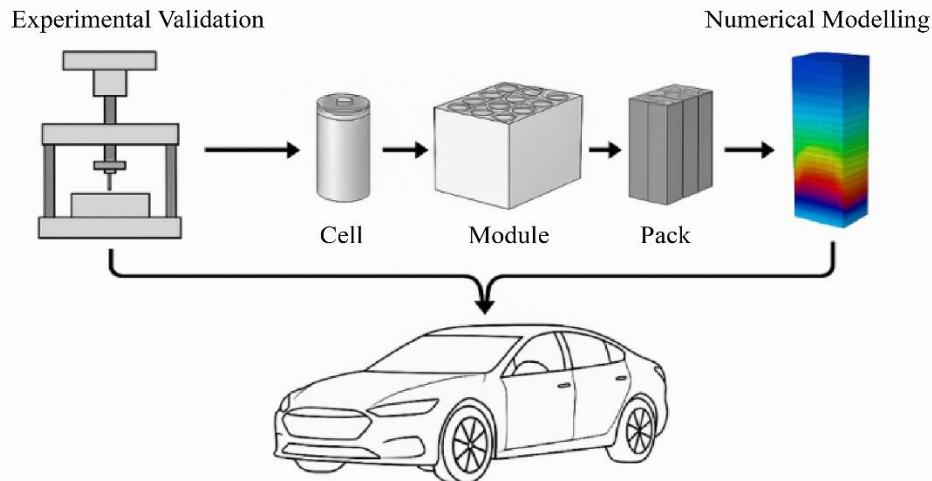 Experimental Validation
Numerical Modelling
Cell
Module
Pack